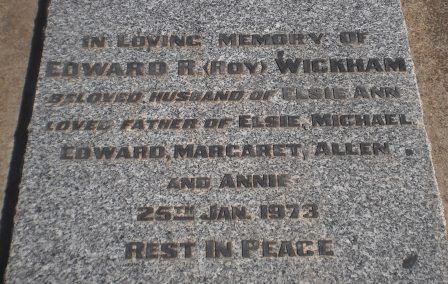 IN LOVING MEMORY OF
EDWARD R. (ROY) WICKHAM
BELOVED HUSBAND OF ELSIE ANN
LOVED FATHER OF ELSIE, MICHAEL
EDWARD, MARGARET, ALLEN.
AND ANNIE
25TH JAN. 1973
REST IN PEACE